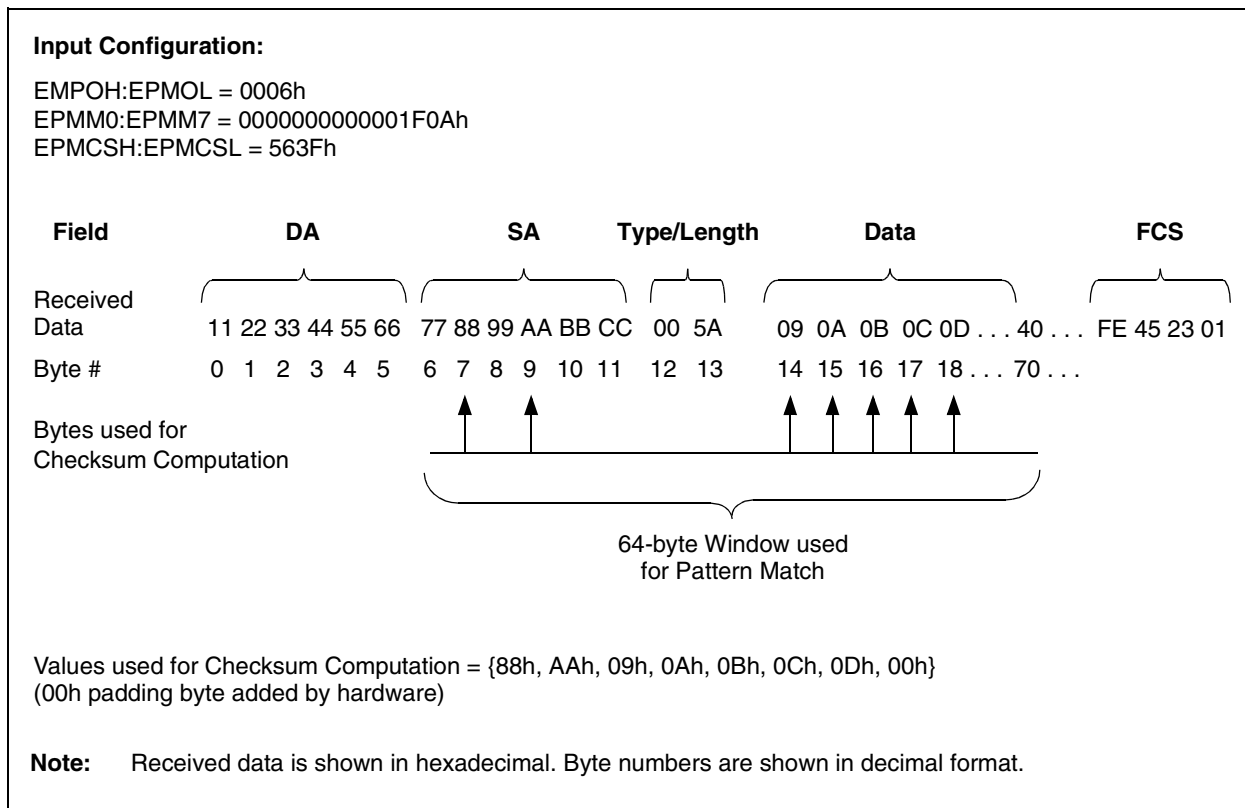 Input Configuration:
EMPOH:EPMOL = 0006h
EPMM0:EPMM7 = 0000000000001F0Ah
EPMCSH:EPMCSL = 563Fh
Field DA SA Type/Length Data FCS
Received
Data 11 22 33 44 55 66 77 88 99 AA BB CC 00 5A 09 0A 0B 0C 0D . . . 40 . . . FE 45 23 01
Byte # 0 1 2 3 4 5 6 7 8 9 10 11 12 13 14 15 16 17 18 . . . 70 . . .
Bytes used for
Checksum Computation
64-byte Window used
for Pattern Match
Values used for Checksum Computation = {88h, AAh, 09h, 0Ah, 0Bh, 0Ch, 0Dh, 00h}
(00h padding byte added by hardware)
Note: Received data is shown in hexadecimal. Byte numbers are shown in decimal format.